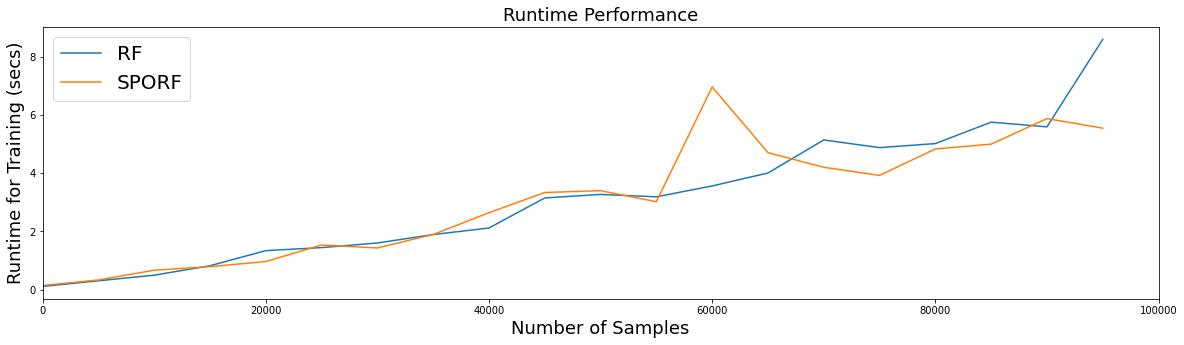 Runtime Performance
RF
SPORF
Runtime for Training (secs)
8
6
4
2
0
0 20000 40000 60000 80000 100000
Number of Samples